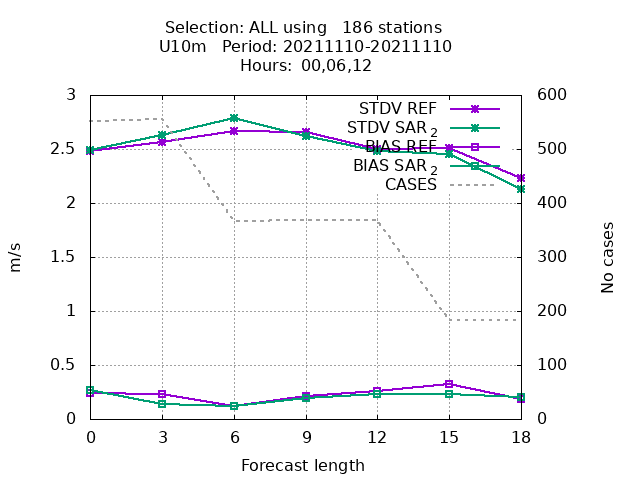 Selection: ALL using   186 stations
U10m   Period: 20211110-20211110
Hours:  00,06,12
3
2.5
2
1.5
1
0.5
0
m/s
600
500
400
300
200
100
0
No cases
STDV REF
STDV SAR 2
BIAS REF
BIAS SAR 2
CASES
0 3 6 9 12 15 18
Forecast length